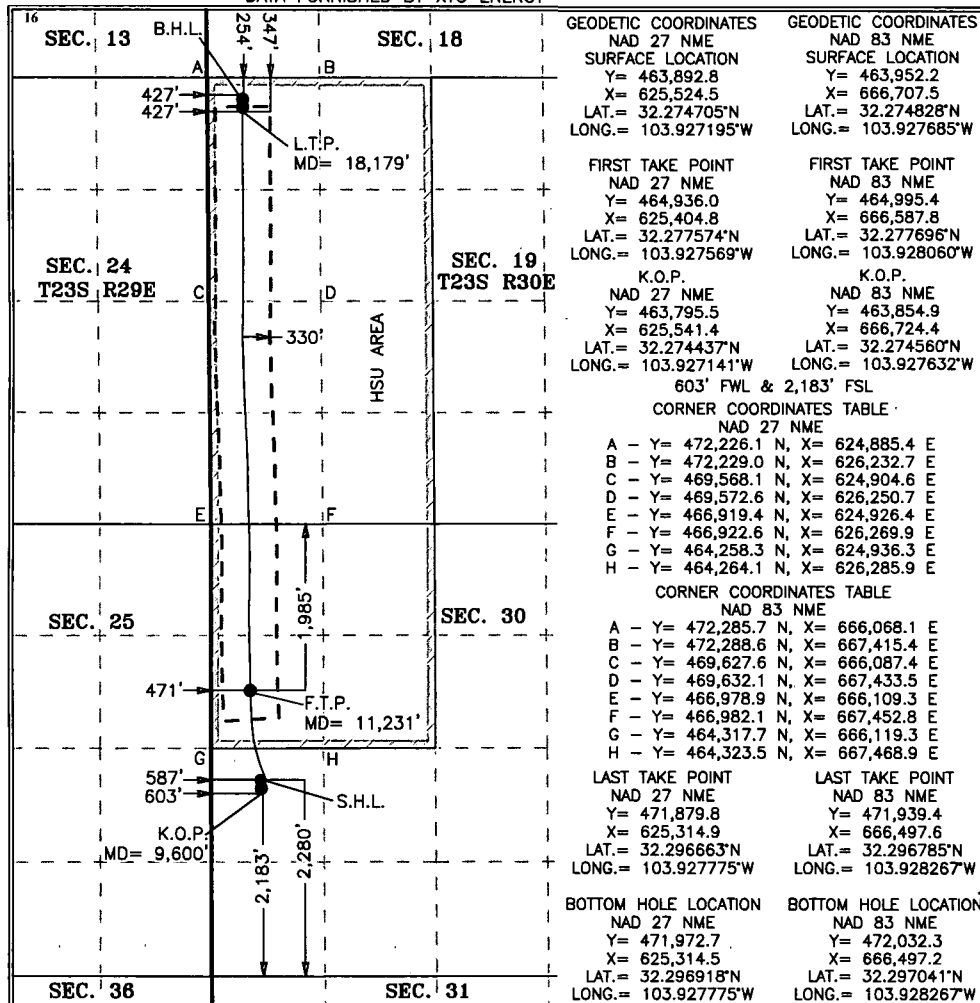 16
SEC. 13
B.H.L.
254'
347'
SEC. 18
A
B
427'
427'
L.T.P.
MD= 18,179'
SEC. 24
T23S R29E
C
D
SEC. 19
T23S R30E
330'
HSU AREA
E
F
SEC. 25
1,985'
SEC. 30
471'
F.T.P.
MD= 11,231'
G
H
587'
603'
S.H.L.
K.O.P.
MD= 9,600'
2,183'
2,280'
SEC. 36
SEC. 31
GEODETIC COORDINATES
NAD 27 NME
SURFACE LOCATION
Y= 463,892.8
X= 625,524.5
LAT.= 32.274705°N
LONG.= 103.927195°W
GEODETIC COORDINATES
NAD 83 NME
SURFACE LOCATION
Y= 463,952.2
X= 666,707.5
LAT.= 32.274828°N
LONG.= 103.927685°W
FIRST TAKE POINT
NAD 27 NME
Y= 464,936.0
X= 625,404.8
LAT.= 32.277574°N
LONG.= 103.927569°W
FIRST TAKE POINT
NAD 83 NME
Y= 464,995.4
X= 666,587.8
LAT.= 32.277696°N
LONG.= 103.928060°W
K.O.P.
NAD 27 NME
Y= 463,795.5
X= 625,541.4
LAT.= 32.274437°N
LONG.= 103.927141°W
K.O.P.
NAD 83 NME
Y= 463,854.9
X= 666,724.4
LAT.= 32.274560°N
LONG.= 103.927632°W
603' FWL & 2,183' FSL
CORNER COORDINATES TABLE
NAD 27 NME
A - Y= 472,226.1 N, X= 624,885.4 E
B - Y= 472,229.0 N, X= 626,232.7 E
C - Y= 469,568.1 N, X= 624,904.6 E
D - Y= 469,572.6 N, X= 626,250.7 E
E - Y= 466,919.4 N, X= 624,926.4 E
F - Y= 466,922.6 N, X= 626,269.9 E
G - Y= 464,258.3 N, X= 624,936.3 E
H - Y= 464,264.1 N, X= 626,285.9 E
CORNER COORDINATES TABLE
NAD 83 NME
A - Y= 472,285.7 N, X= 666,068.1 E
B - Y= 472,288.6 N, X= 667,415.4 E
C - Y= 469,627.6 N, X= 666,087.4 E
D - Y= 469,632.1 N, X= 667,433.5 E
E - Y= 466,978.9 N, X= 666,109.3 E
F - Y= 466,982.1 N, X= 667,452.8 E
G - Y= 464,317.7 N, X= 666,119.3 E
H - Y= 464,323.5 N, X= 667,468.9 E
LAST TAKE POINT
NAD 27 NME
Y= 471,879.8
X= 625,314.9
LAT.= 32.296663°N
LONG.= 103.927775°W
LAST TAKE POINT
NAD 83 NME
Y= 471,939.4
X= 666,497.6
LAT.= 32.296785°N
LONG.= 103.928267°W
BOTTOM HOLE LOCATION
NAD 27 NME
Y= 471,972.7
X= 625,314.5
LAT.= 32.296918°N
LONG.= 103.927775°W
BOTTOM HOLE LOCATION
NAD 83 NME
Y= 472,032.3
X= 666,497.2
LAT.= 32.297041°N
LONG.= 103.928267°W